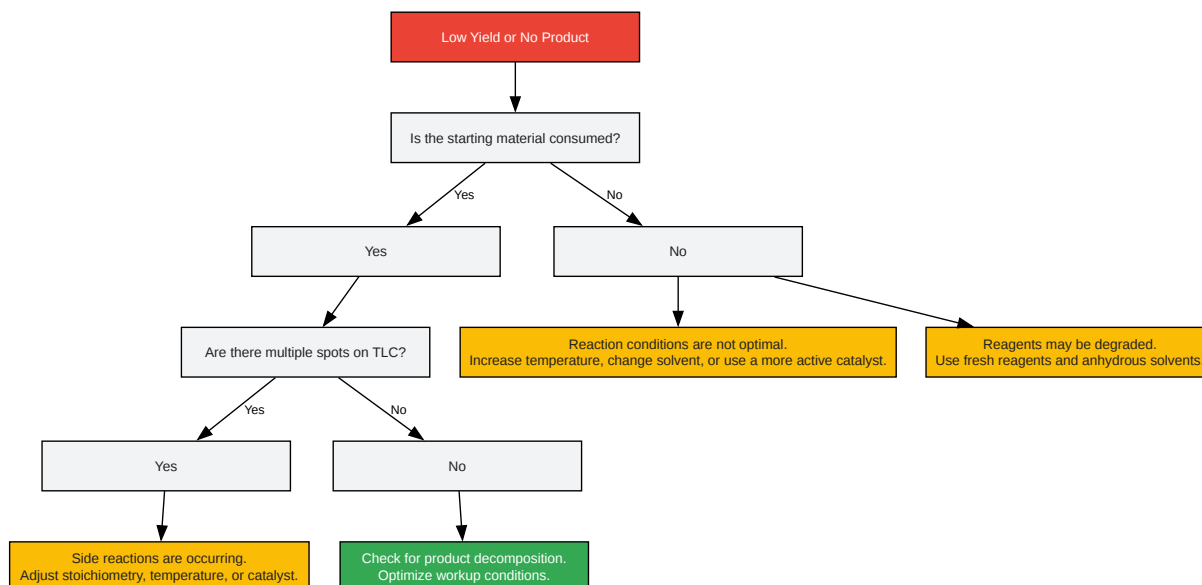 Low Yield or No Product
Is the starting material consumed?
Yes
No
Yes
No
Are there multiple spots on TLC?
Reaction conditions are not optimal.
Increase temperature, change solvent, or use a more active catalyst.
Reagents may be degraded.
Use fresh reagents and anhydrous solvents
Yes
No
Yes
No
Side reactions are occurring.
Adjust stoichiometry, temperature, or catalyst.
Check for product decomposition.
Optimize workup conditions.